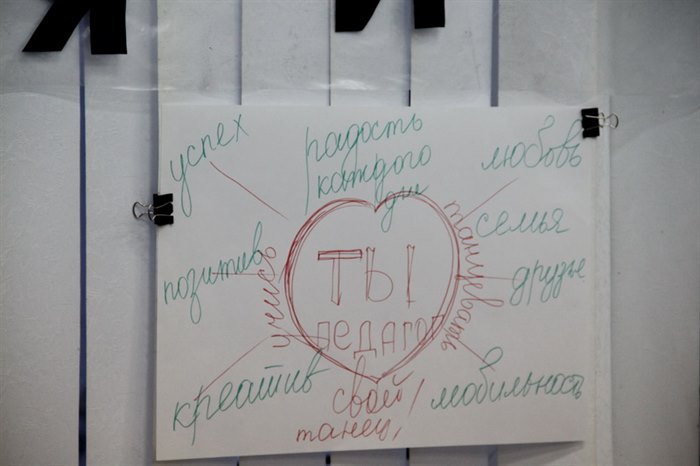 успех
радость
каждого
дня
любовь
семья
позитив
друзья
ТЫ
ПЕДАГОГ
учись
танцевать
свой
танец!
креатив
мобильность